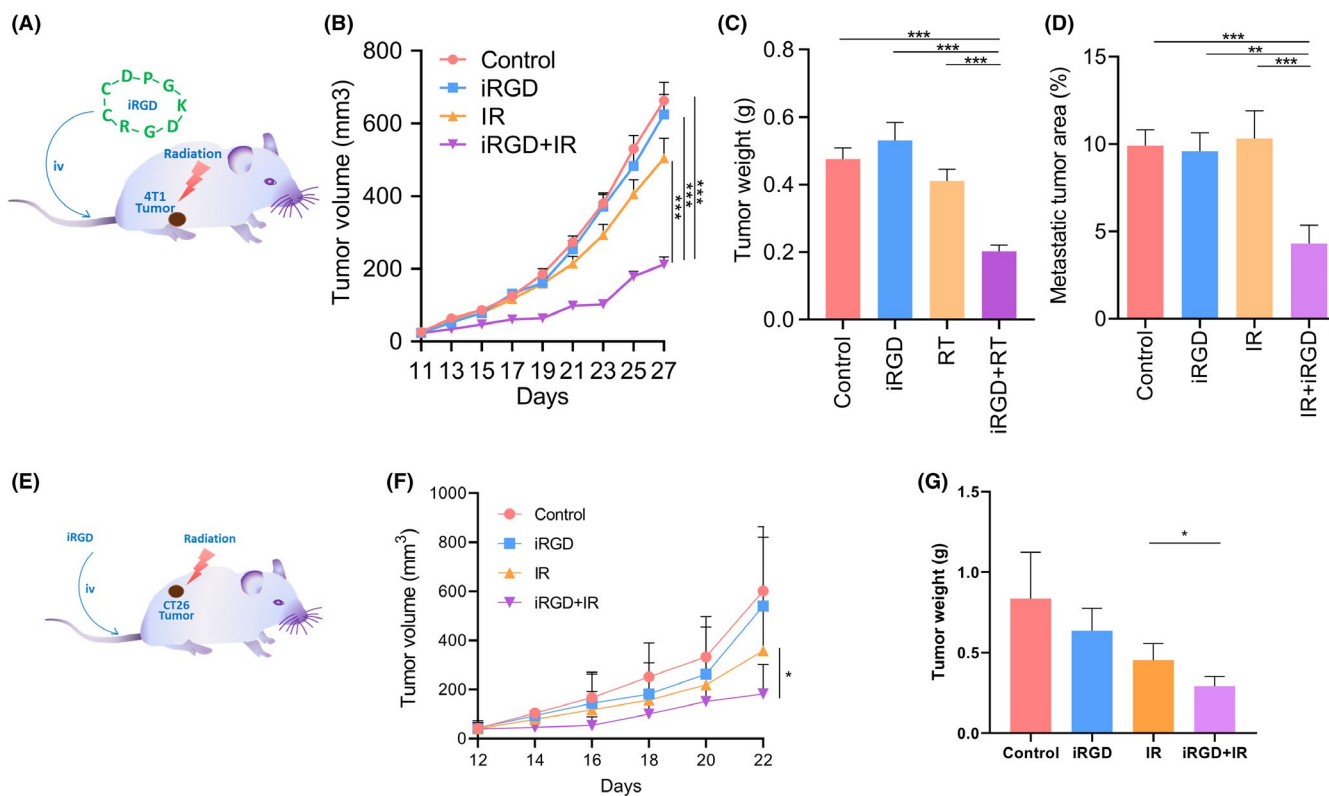 (A)
C D P G K D G R C C
iRGD
iv
Radiation
4T1
Tumor
(B)
Tumor volume (mm3)
800
600
400
200
0
Control
iRGD
IR
iRGD+IR
***
***
***
11 13 15 17 19 21 23 25 27
Days
(C)
Tumor weight (g)
0.8
0.6
0.4
0.2
0.0
***
***
***
Control
iRGD
RT
iRGD+RT
(D)
Metastatic tumor area (%)
15
10
5
0
***
**
***
Control
iRGD
IR
IR+iRGD
(E)
iRGD
iv
Radiation
CT26
Tumor
(F)
Tumor volume (mm³)
1000
800
600
400
200
0
Control
iRGD
IR
iRGD+IR
*
12 14 16 18 20 22
Days
(G)
Tumor weight (g)
1.5
1.0
0.5
0.0
*
Control iRGD IR iRGD+IR